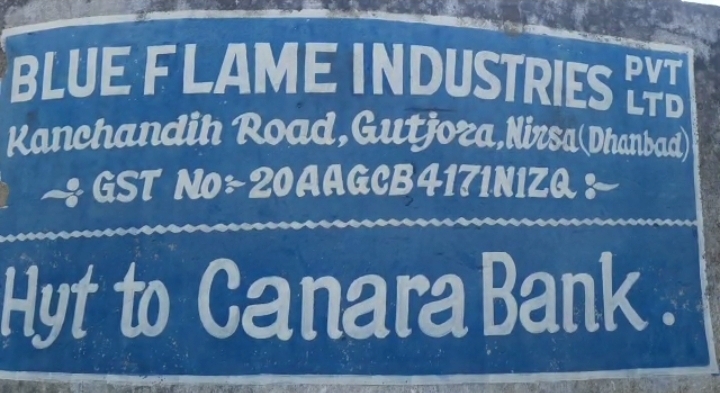 BLUE FLAME INDUSTRIES PVT LTD
Kanchandih Road, Gutjora, Nirsa (Dhanbad)
GST No:- 20AAGCB4171N1ZQ :-
Hyt to Canara Bank.